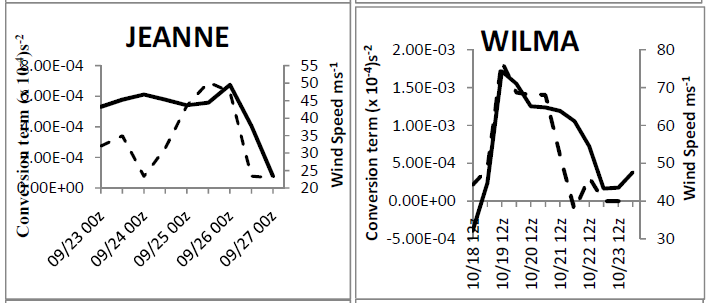 JEANNE
Conversion term (x 10⁻⁴)s⁻²
0.00E+00
55
50
45
40
35
30
25
20
Wind Speed ms⁻¹
09/23 00z
09/24 00z
09/25 00z
09/26 00z
09/27 00z
WILMA
Conversion term (x 10⁻⁴)s⁻²
2.00E-03
1.50E-03
1.00E-03
5.00E-04
0.00E+00
-5.00E-04
80
70
60
50
40
30
Wind Speed ms⁻¹
10/18 12z
10/19 12z
10/20 12z
10/21 12z
10/22 12z
10/23 12z